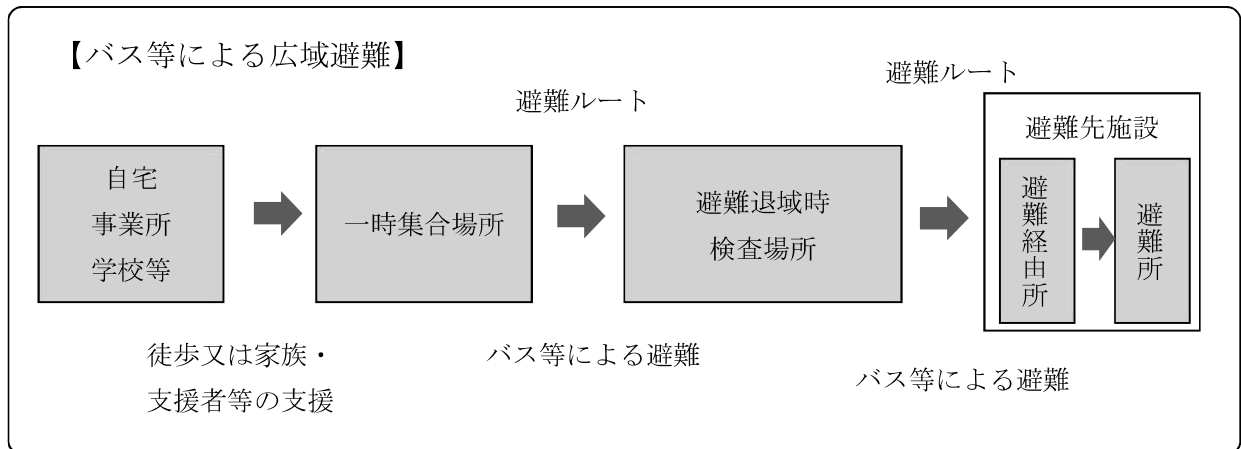 【バス等による広域避難】
避難ルート
避難ルート
自宅
事業所
学校等
一時集合場所
避難退域時
検査場所
避難先施設
避難経由所
避難所
徒歩又は家族・
支援者等の支援
バス等による避難
バス等による避難